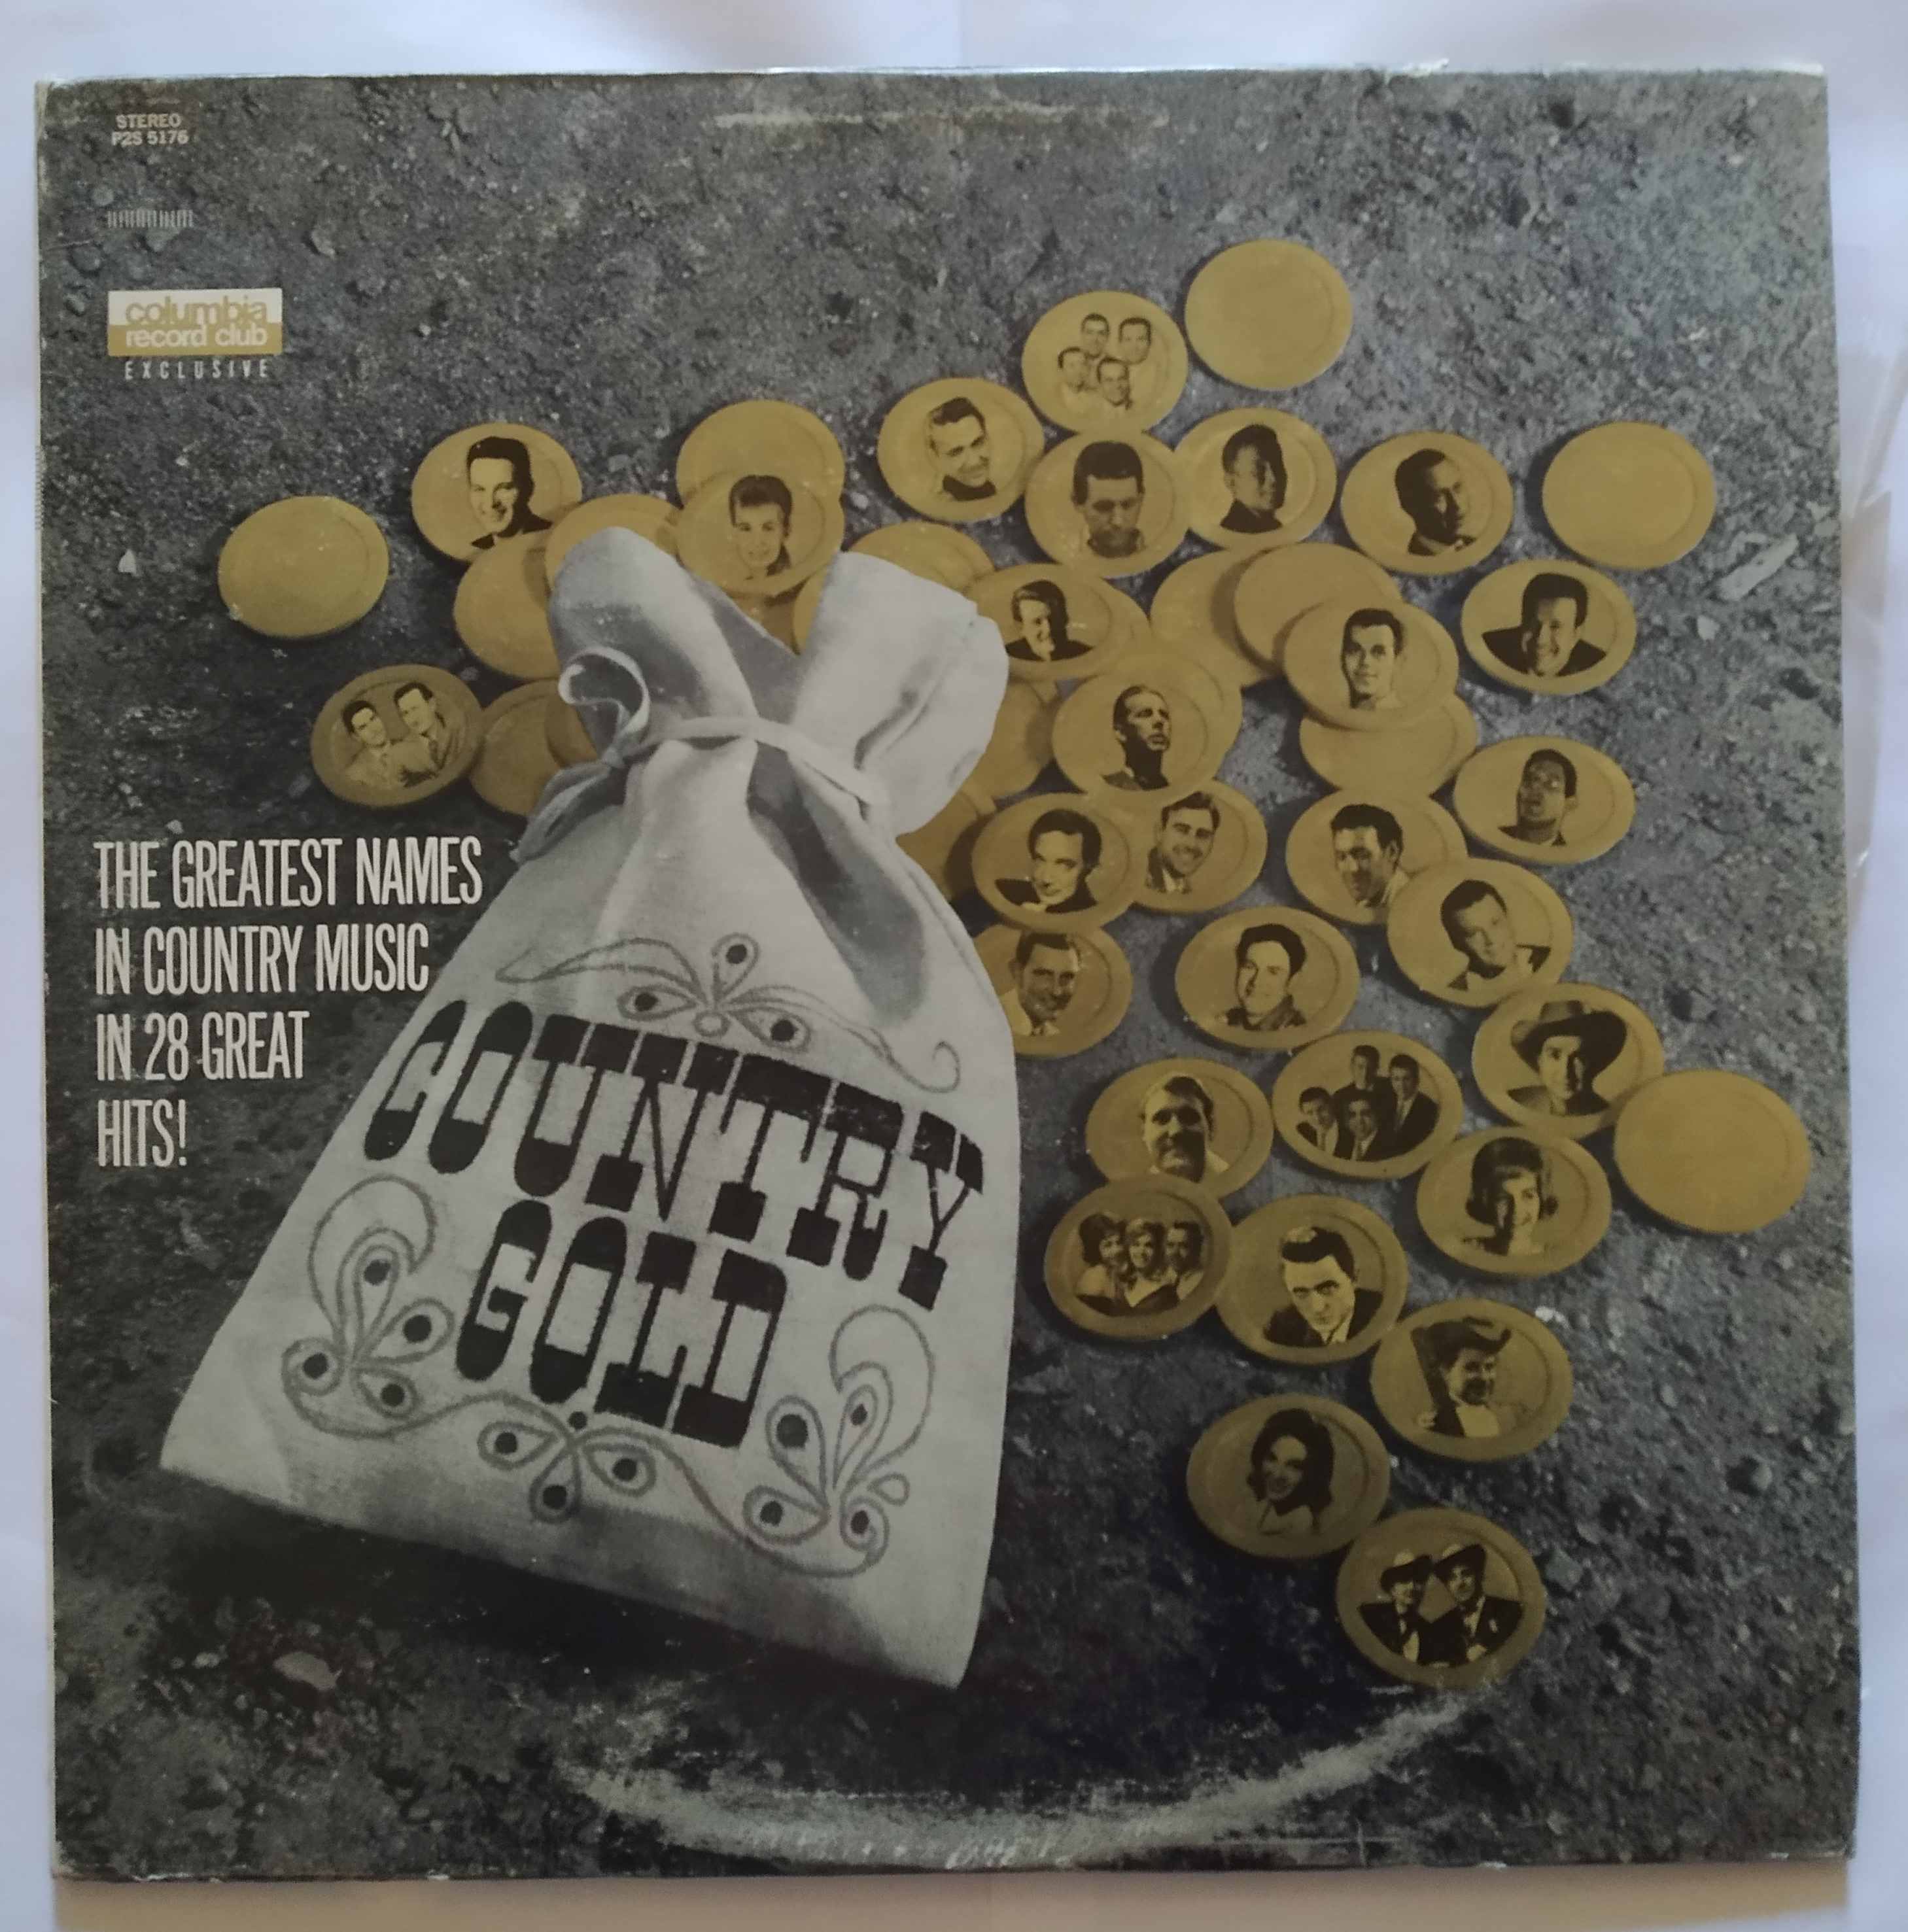 STEREO
P2S 5176
columbia
record club
EXCLUSIVE
THE GREATEST NAMES
IN COUNTRY MUSIC
IN 28 GREAT
HITS!
COUNTRY
GOLD